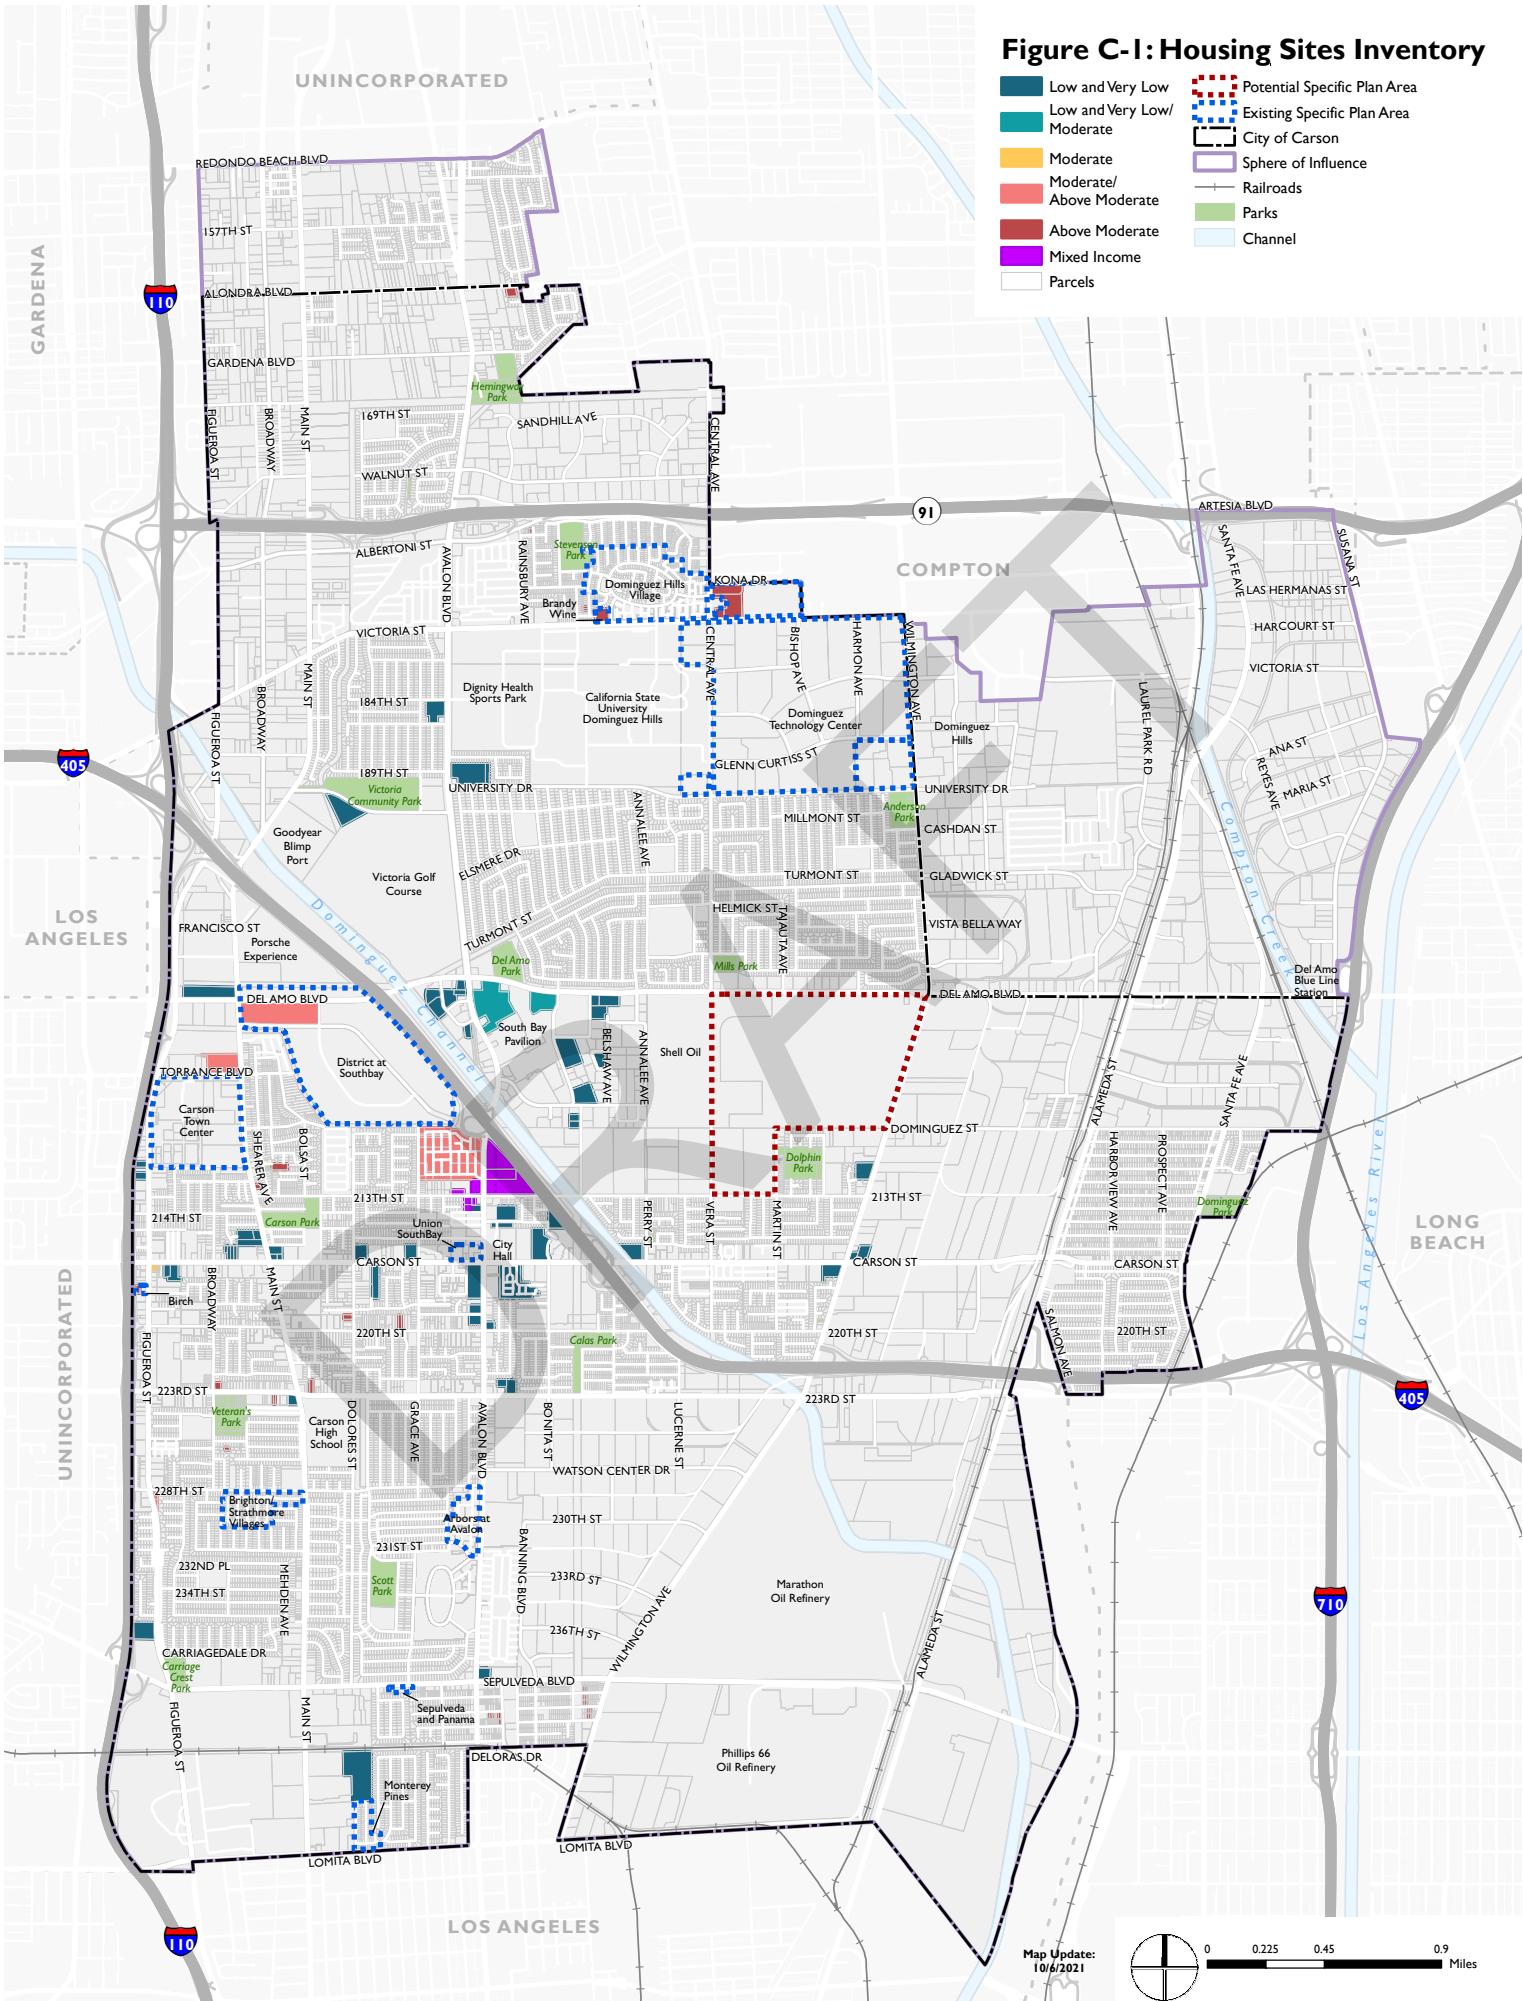 Figure C-1: Housing Sites Inventory
Low and Very Low
Low and Very Low/
Moderate
Moderate
Moderate/
Above Moderate
Above Moderate
Mixed Income
Parcels
Potential Specific Plan Area
Existing Specific Plan Area
City of Carson
Sphere of Influence
Railroads
Parks
Channel
UNINCORPORATED
GARDENA
REDONDO BEACH BLVD
157TH ST
110
ALONDRA BLVD
GARDENA BLVD
Hemingway
Park
FIGUEROA ST
BROADWAY
MAIN ST
169TH ST
SANDHILL AVE
CENTRAL AVE
WALNUT ST
91
ARTESIA BLVD
SANTA FE AVE
SUSANA ST
ALBERTONI ST
AVALON BLVD
RAINSBURY AVE
Stevenson
Park
Dominguez Hills
Village
KONA DR
COMPTON
LAS HERMANAS ST
Brandy
Wine
HARCOURT ST
VICTORIA ST
VICTORIA ST
CENTRAL AVE
BISHOP AVE
HARMON AVE
WILMINGTON AVE
MAIN ST
BROADWAY
FIGUEROA ST
184TH ST
Dignity Health
Sports Park
California State
University
Dominguez Hills
Dominguez
Technology Center
Dominguez
Hills
LAUREL PARK RD
ANA ST
REYES AVE
MARIA ST
405
189TH ST
Victoria
Community Park
UNIVERSITY DR
GLENN CURTISS ST
UNIVERSITY DR
ANNALEE AVE
MILLMONT ST
Anderson
Park
CASHDAN ST
Compton Creek
Goodyear
Blimp
Port
ELSMERE DR
Victoria Golf
Course
TURMONT ST
GLADWICK ST
LOS
ANGELES
Dominguez Channel
FRANCISCO ST
Porsche
Experience
TURMONT ST
HELMICK ST
TAJAUTA AVE
VISTA BELLA WAY
Del Amo
Park
Mills Park
Del Amo
Blue Line
Station
DEL AMO BLVD
DEL AMO BLVD
South Bay
Pavilion
BELSHAW AVE
ANNALEE AVE
Shell Oil
District at
Southbay
TORRANCE BLVD
Carson
Town
Center
ALAMEDA ST
SANTA FE AVE
SHEARER AVE
BOLSA ST
DOMINGUEZ ST
Dolphin
Park
HARBOR VIEW AVE
PROSPECT AVE
Los Angeles River
213TH ST
213TH ST
Dominguez
Park
LONG
BEACH
214TH ST
Carson Park
Union
SouthBay
City
Hall
PERRY ST
VERA ST
MARTIN ST
CARSON ST
CARSON ST
CARSON ST
Birch
BROADWAY
MAIN ST
220TH ST
Calas Park
220TH ST
220TH ST
SALMON AVE
UNINCORPORATED
FIGUEROA ST
223RD ST
223RD ST
405
Veteran's
Park
Carson
High
School
DOLORES ST
GRACE AVE
AVALON BLVD
BONITA ST
LUCERNE ST
WATSON CENTER DR
228TH ST
Brighton/
Strathmore
Villages
Arbors at
Avalon
230TH ST
231ST ST
BANNING BLVD
232ND PL
234TH ST
MEHDEN AVE
Scott
Park
233RD ST
Marathon
Oil Refinery
710
236TH ST
WILMINGTON AVE
ALAMEDA ST
CARRIAGEDALE DR
Carriage
Crest
Park
SEPULVEDA BLVD
FIGUEROA ST
MAIN ST
Sepulveda
and Panama
DELORAS DR
Phillips 66
Oil Refinery
Monterey
Pines
LOMITA BLVD
LOMITA BLVD
110
LOS ANGELES
DRAFT
Map Update:
10/6/2021
0 0.225 0.45 0.9
Miles